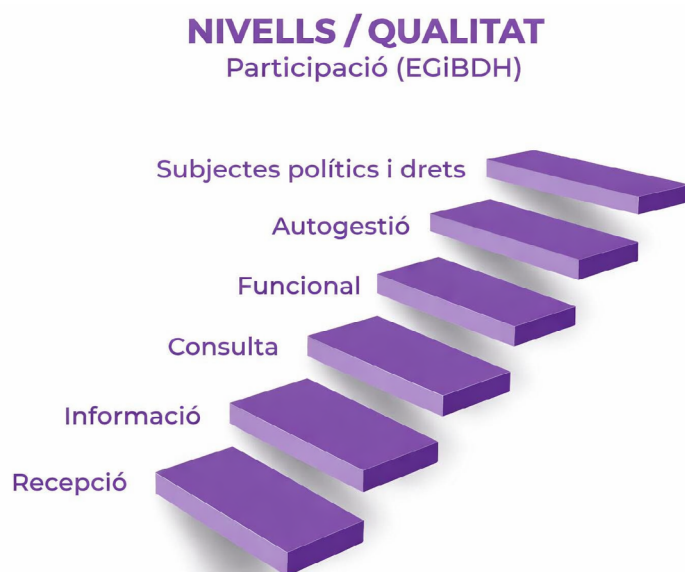 NIVELLS / QUALITAT
Participació (EGiBDH)
Subjectes polítics i drets
Autogestió
Funcional
Consulta
Informació
Recepció